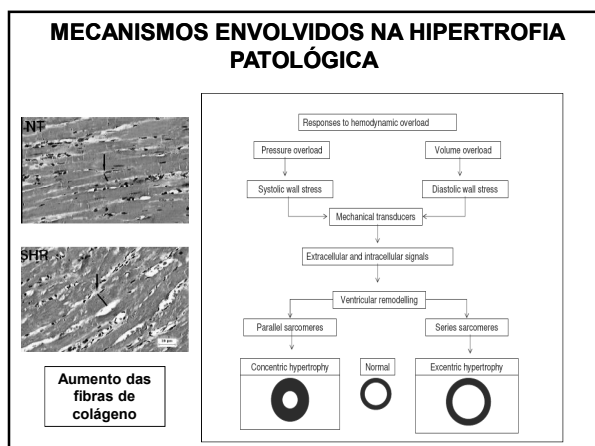 MECANISMOS ENVOLVIDOS NA HIPERTROFIA
PATOLÓGICA
NT
SHR
Aumento das
fibras de
colágeno
Responses to hemodynamic overload
Pressure overload
Volume overload
Systolic wall stress
Diastolic wall stress
Mechanical transducers
Extracellular and intracellular signals
Ventricular remodelling
Parallel sarcomeres
Series sarcomeres
Concentric hypertrophy
Normal
Excentric hypertrophy